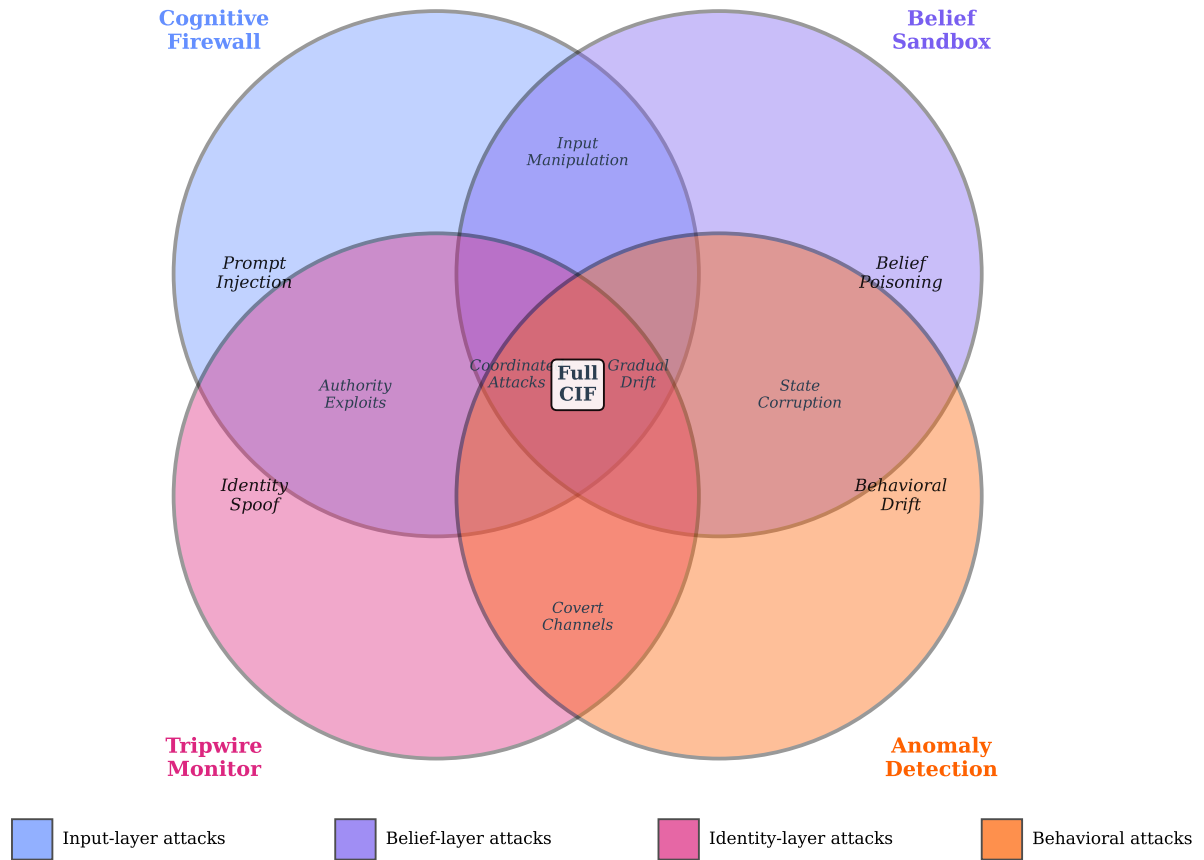 Cognitive
Firewall
Belief
Sandbox
Input
Manipulation
Prompt
Injection
Belief
Poisoning
Coordinate
Attacks
Full
CIF
Gradual
Drift
Authority
Exploits
State
Corruption
Identity
Spoof
Behavioral
Drift
Covert
Channels
Tripwire
Monitor
Anomaly
Detection
Input-layer attacks
Belief-layer attacks
Identity-layer attacks
Behavioral attacks